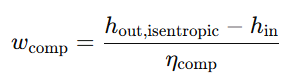 w_comp = (h_out,isentropic − h_in) / η_comp